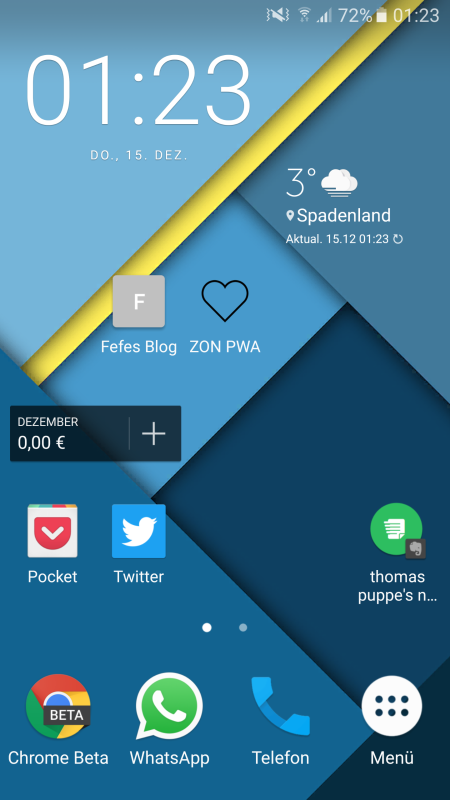 72% 01:23
01:23
DO., 15. DEZ.
3°
Spadenland
Aktual. 15.12 01:23
F
Fefes Blog ZON PWA
DEZEMBER
0,00 €
Pocket Twitter
thomas
puppe's n...
BETA
Chrome Beta WhatsApp Telefon Menü